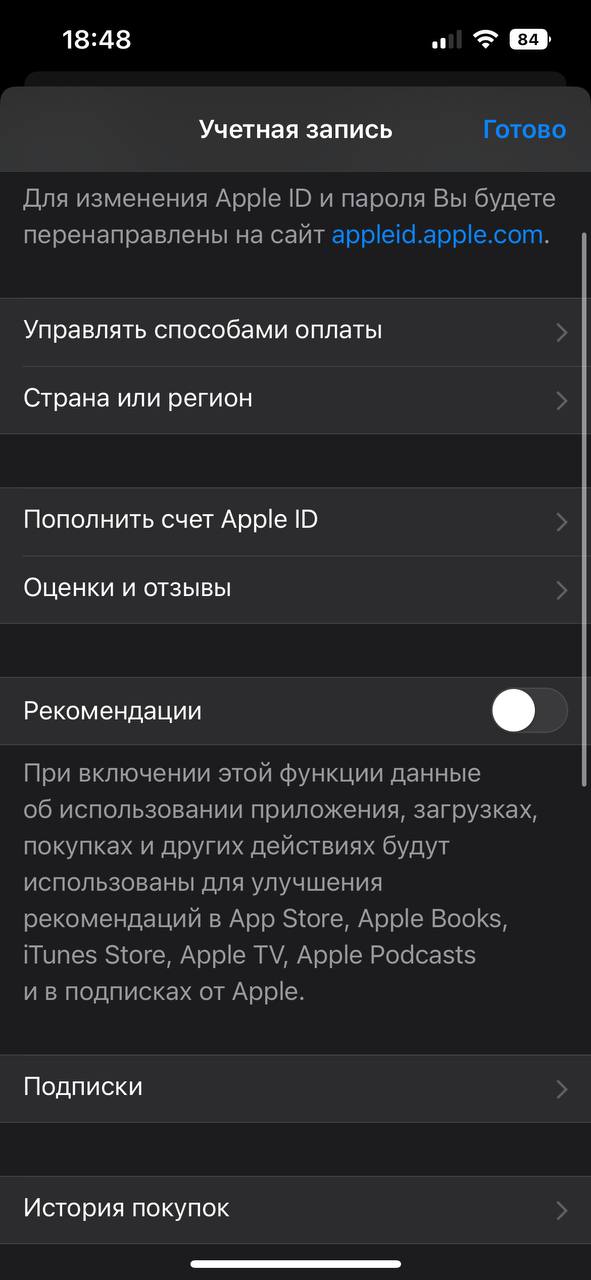 18:48
84
Учетная запись
Готово
Для изменения Apple ID и пароля Вы будете
перенаправлены на сайт appleid.apple.com.
Управлять способами оплаты
Страна или регион
Пополнить счет Apple ID
Оценки и отзывы
Рекомендации
При включении этой функции данные
об использовании приложения, загрузках,
покупках и других действиях будут
использованы для улучшения
рекомендаций в App Store, Apple Books,
iTunes Store, Apple TV, Apple Podcasts
и в подписках от Apple.
Подписки
История покупок